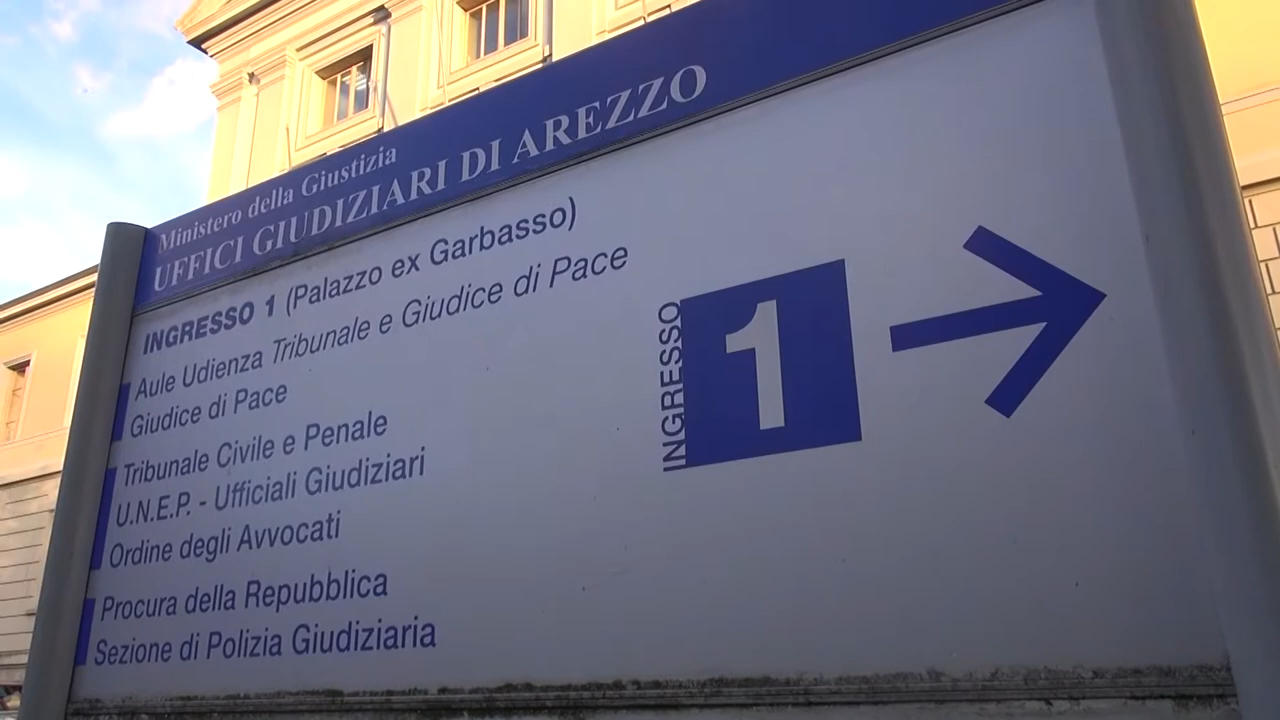 Ministero della Giustizia
UFFICI GIUDIZIARI DI AREZZO
INGRESSO 1 (Palazzo ex Garbasso)
Aule Udienza Tribunale e Giudice di Pace
Giudice di Pace
Tribunale Civile e Penale
U.N.E.P. - Ufficiali Giudiziari
Ordine degli Avvocati
Procura della Repubblica
Sezione di Polizia Giudiziaria
INGRESSO
1